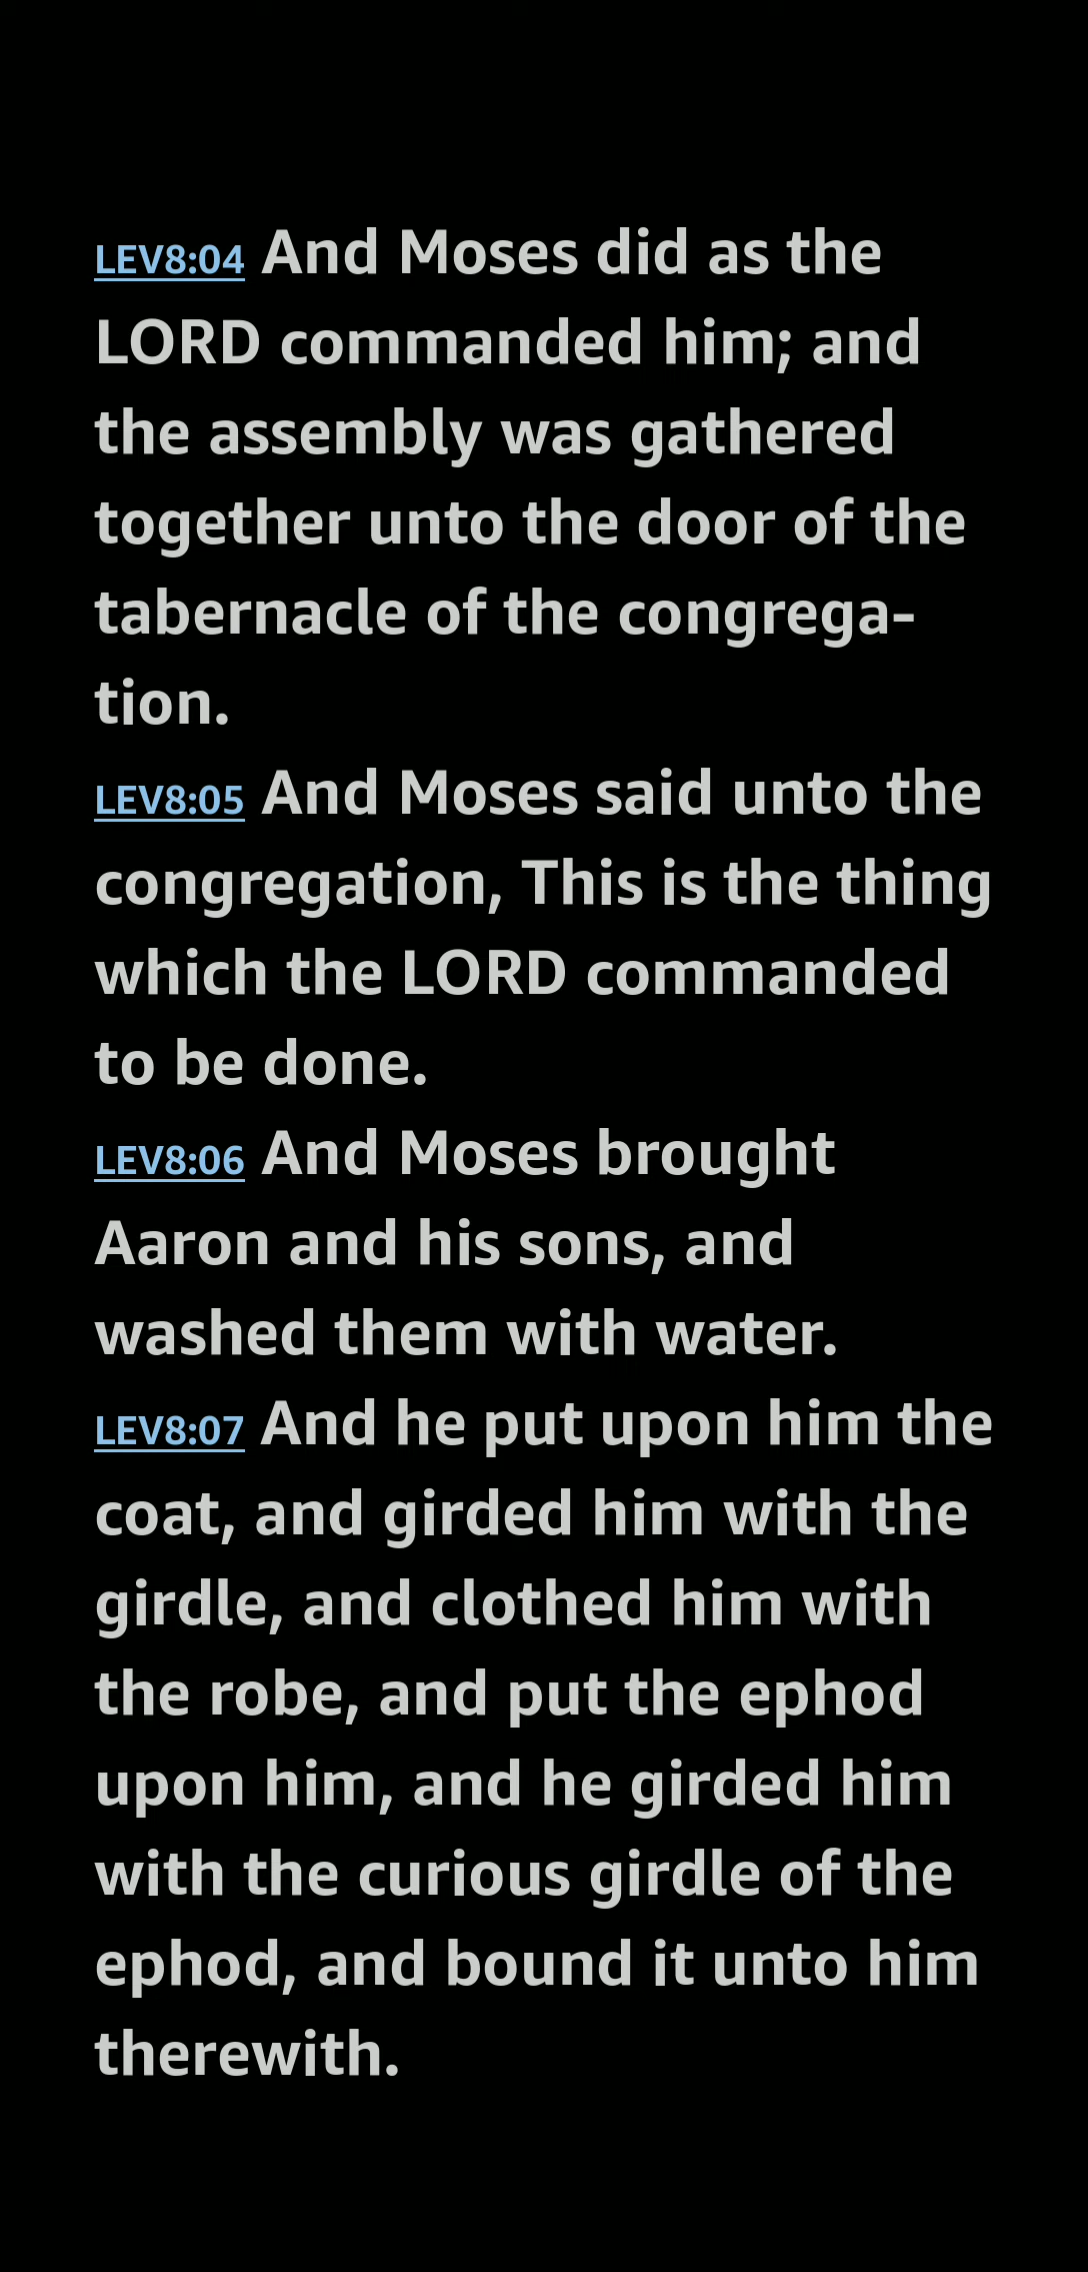 LEV8:04 And Moses did as the
LORD commanded him; and
the assembly was gathered
together unto the door of the
tabernacle of the congrega-
tion.
LEV8:05 And Moses said unto the
congregation, This is the thing
which the LORD commanded
to be done.
LEV8:06 And Moses brought
Aaron and his sons, and
washed them with water.
LEV8:07 And he put upon him the
coat, and girded him with the
girdle, and clothed him with
the robe, and put the ephod
upon him, and he girded him
with the curious girdle of the
ephod, and bound it unto him
therewith.